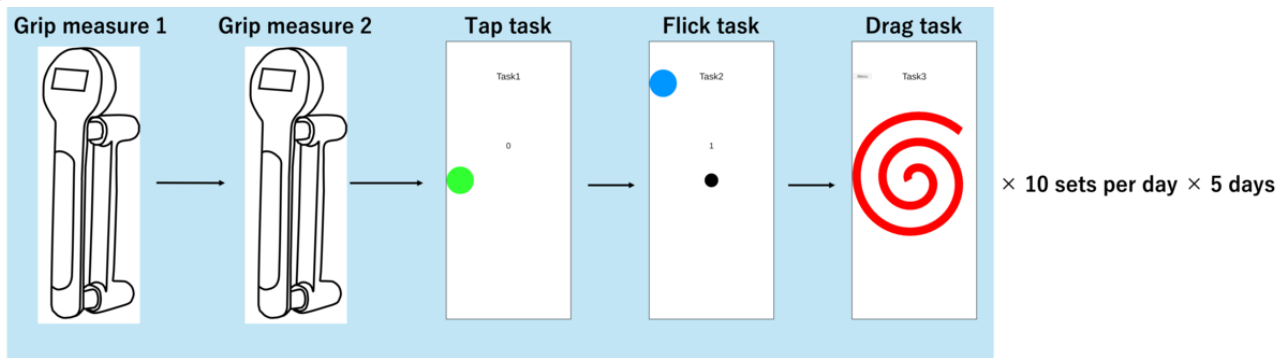 Grip measure 1
Grip measure 2
Tap task
Flick task
Drag task
Task1
0
Task2
1
Menu
Task3
× 10 sets per day × 5 days